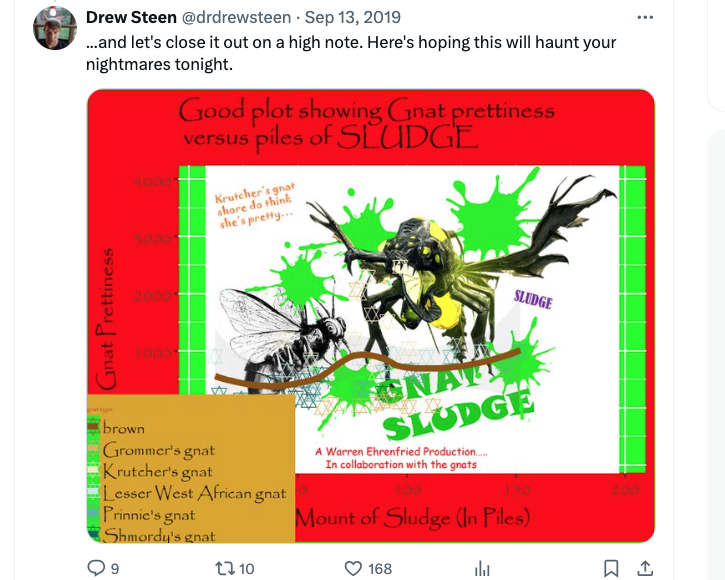 Drew Steen @drdrewsteen · Sep 13, 2019
...and let's close it out on a high note. Here's hoping this will haunt your
nightmares tonight.
Good plot showing Gnat prettiness
versus piles of SLUDGE
4000
3000
2000
1000
Gnat Prettiness
Krutcher's gnat
shore do think
she's pretty...
SLUDGE
GNAT
SLUDGE
A Warren Ehrenfried Production.....
In collaboration with the gnats
gnat type
brown
Grommer's gnat
Krutcher's gnat
Lesser West African gnat
Prinnie's gnat
Shmordy's gnat
100
150
200
Mount of Sludge (In Piles)
9
10
168